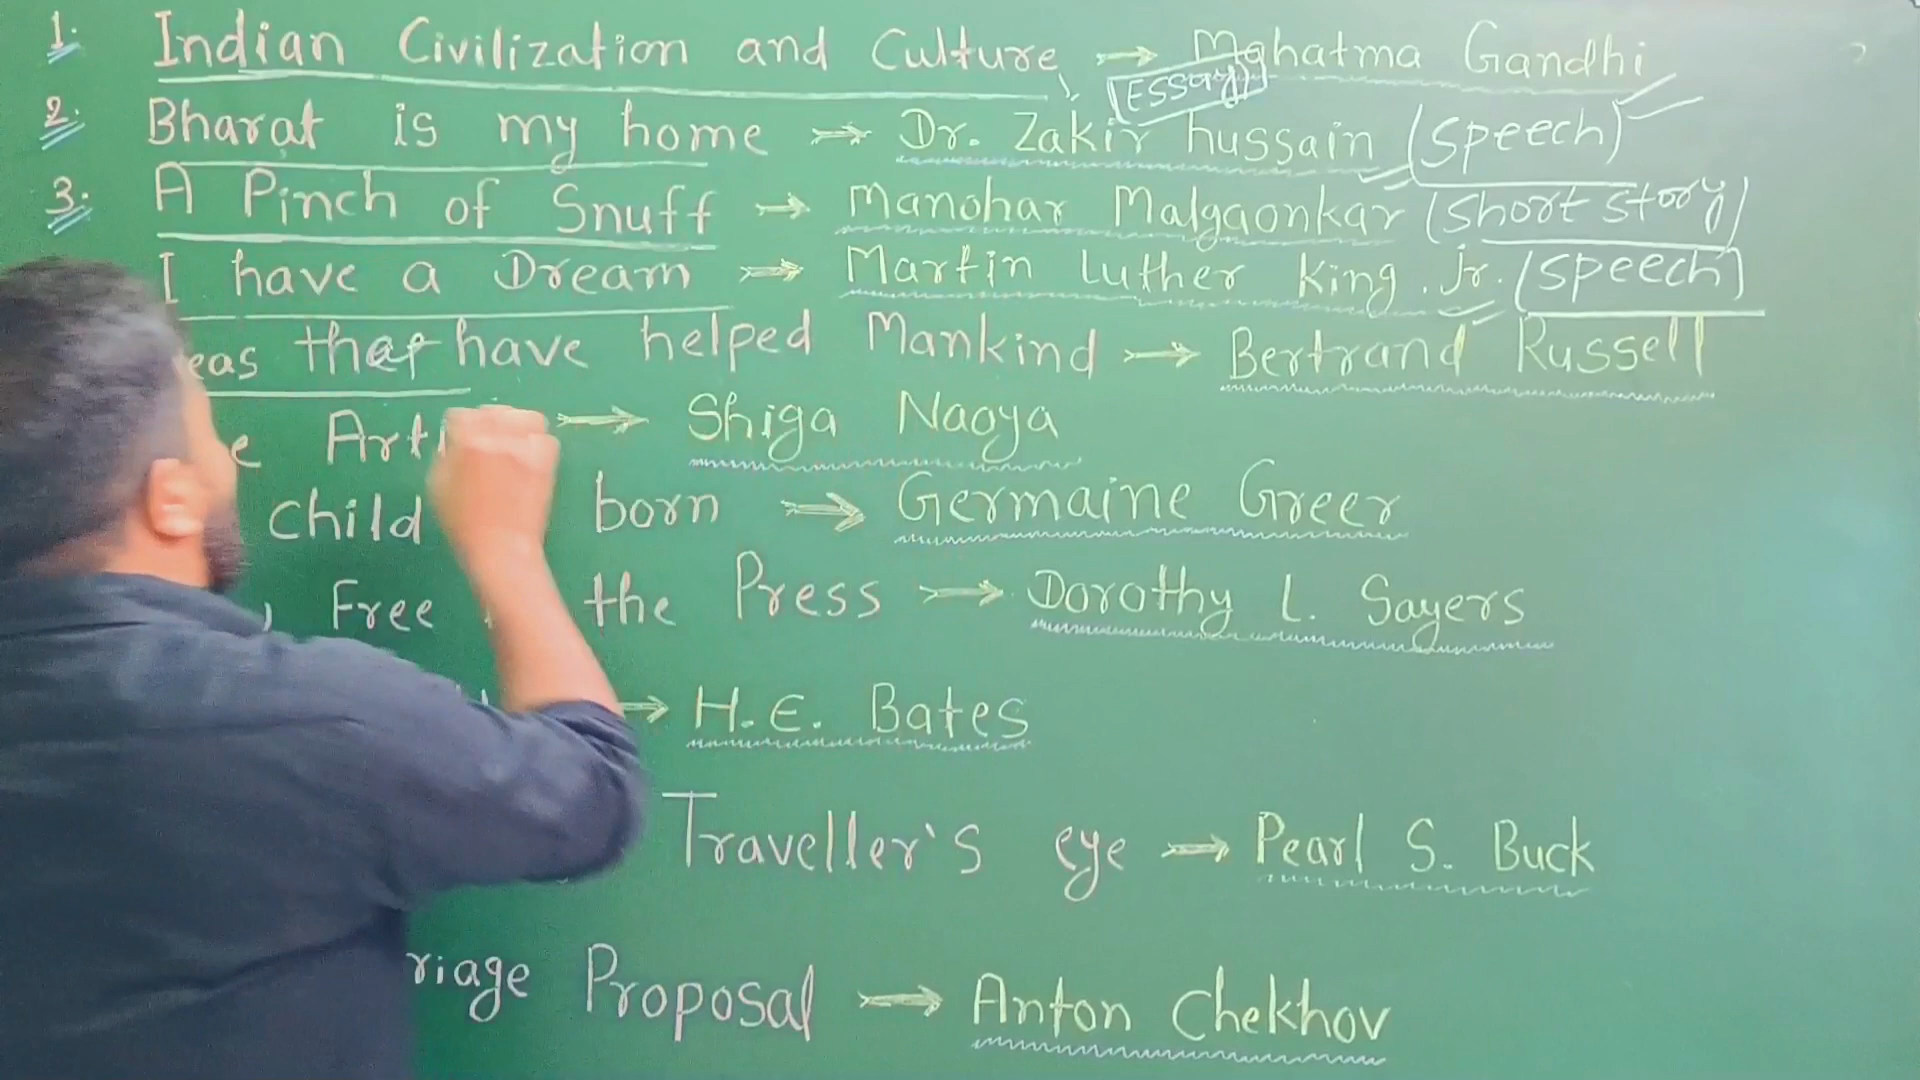 1. Indian Civilization and Culture → Mahatma Gandhi
[Essay]
2. Bharat is my home → Dr. Zakir hussain (speech)
3. A Pinch of Snuff → Manohar Malgaonkar (short story)
I have a Dream → Martin Luther King. Jr. (speech)
eas that have helped Mankind → Bertrand Russell
e Arti → Shiga Naoya
child born → Germaine Greer
Free the Press → Dorothy L. Sayers
→ H.E. Bates
Traveller's eye → Pearl S. Buck
riage Proposal → Anton Chekhov